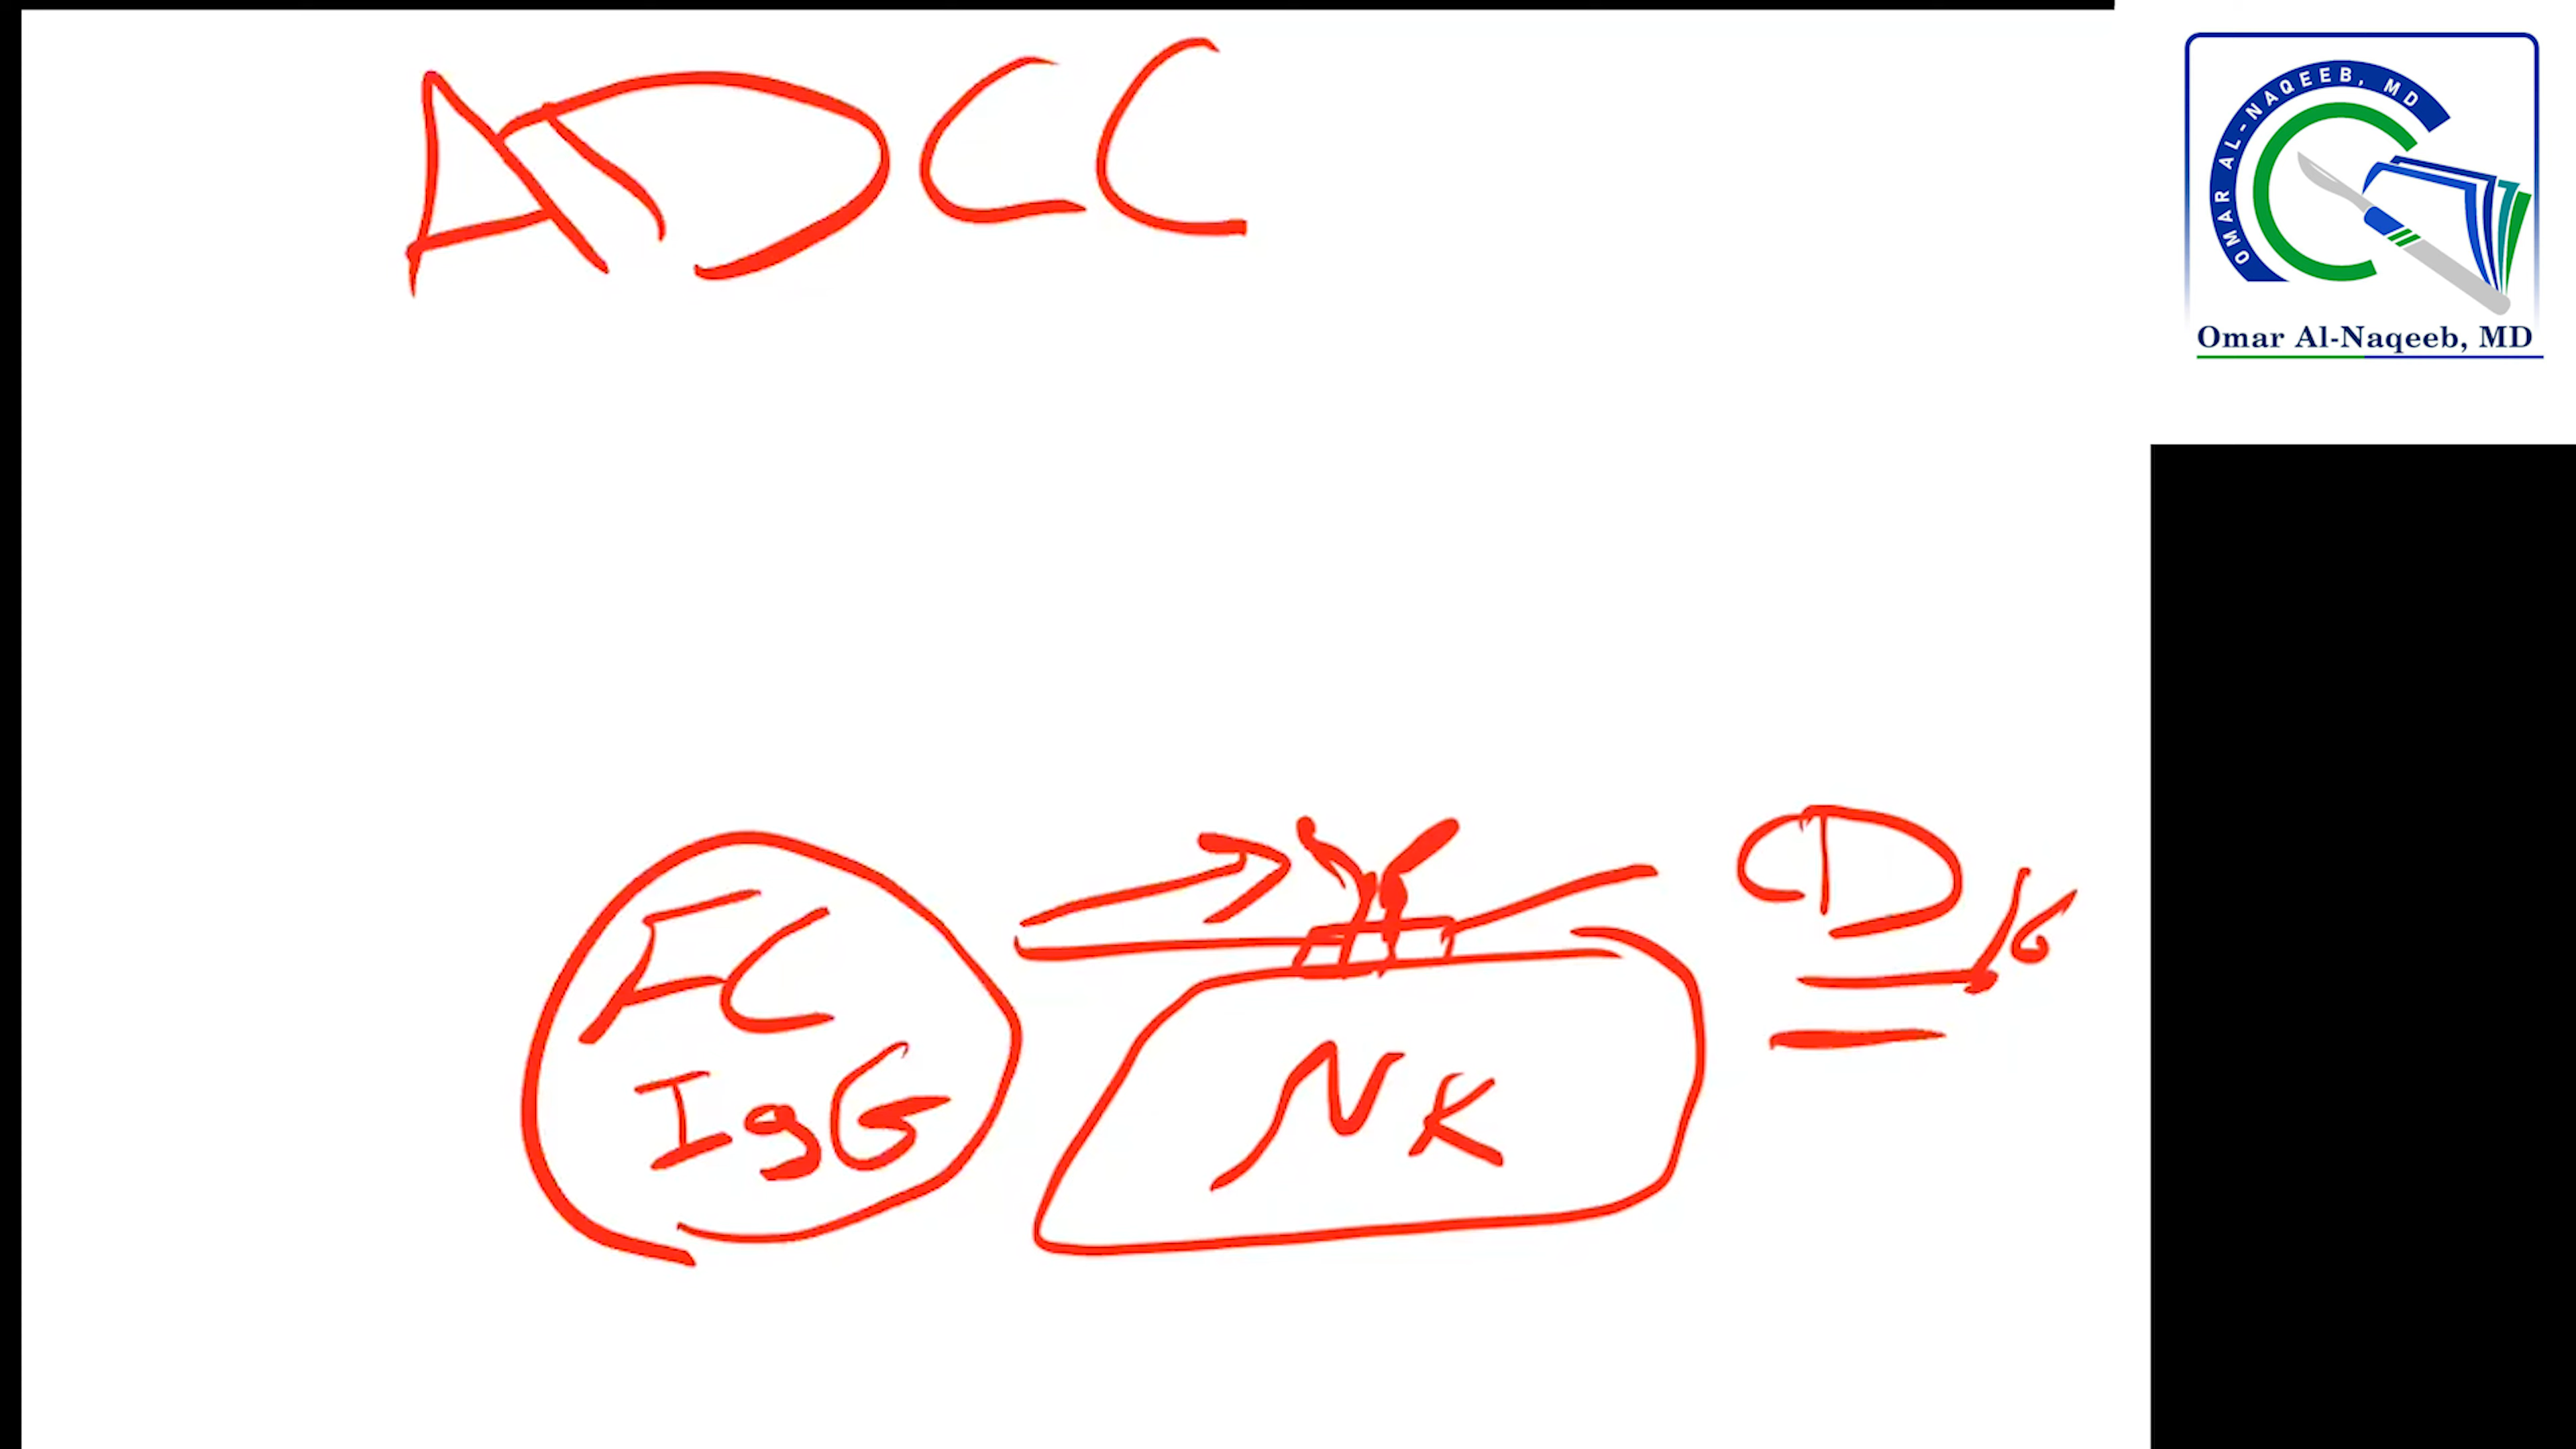 ADCC
OMAR AL-NAQEEB, MD
Omar Al-Naqeeb, MD
CD16
FC
IgG
NK